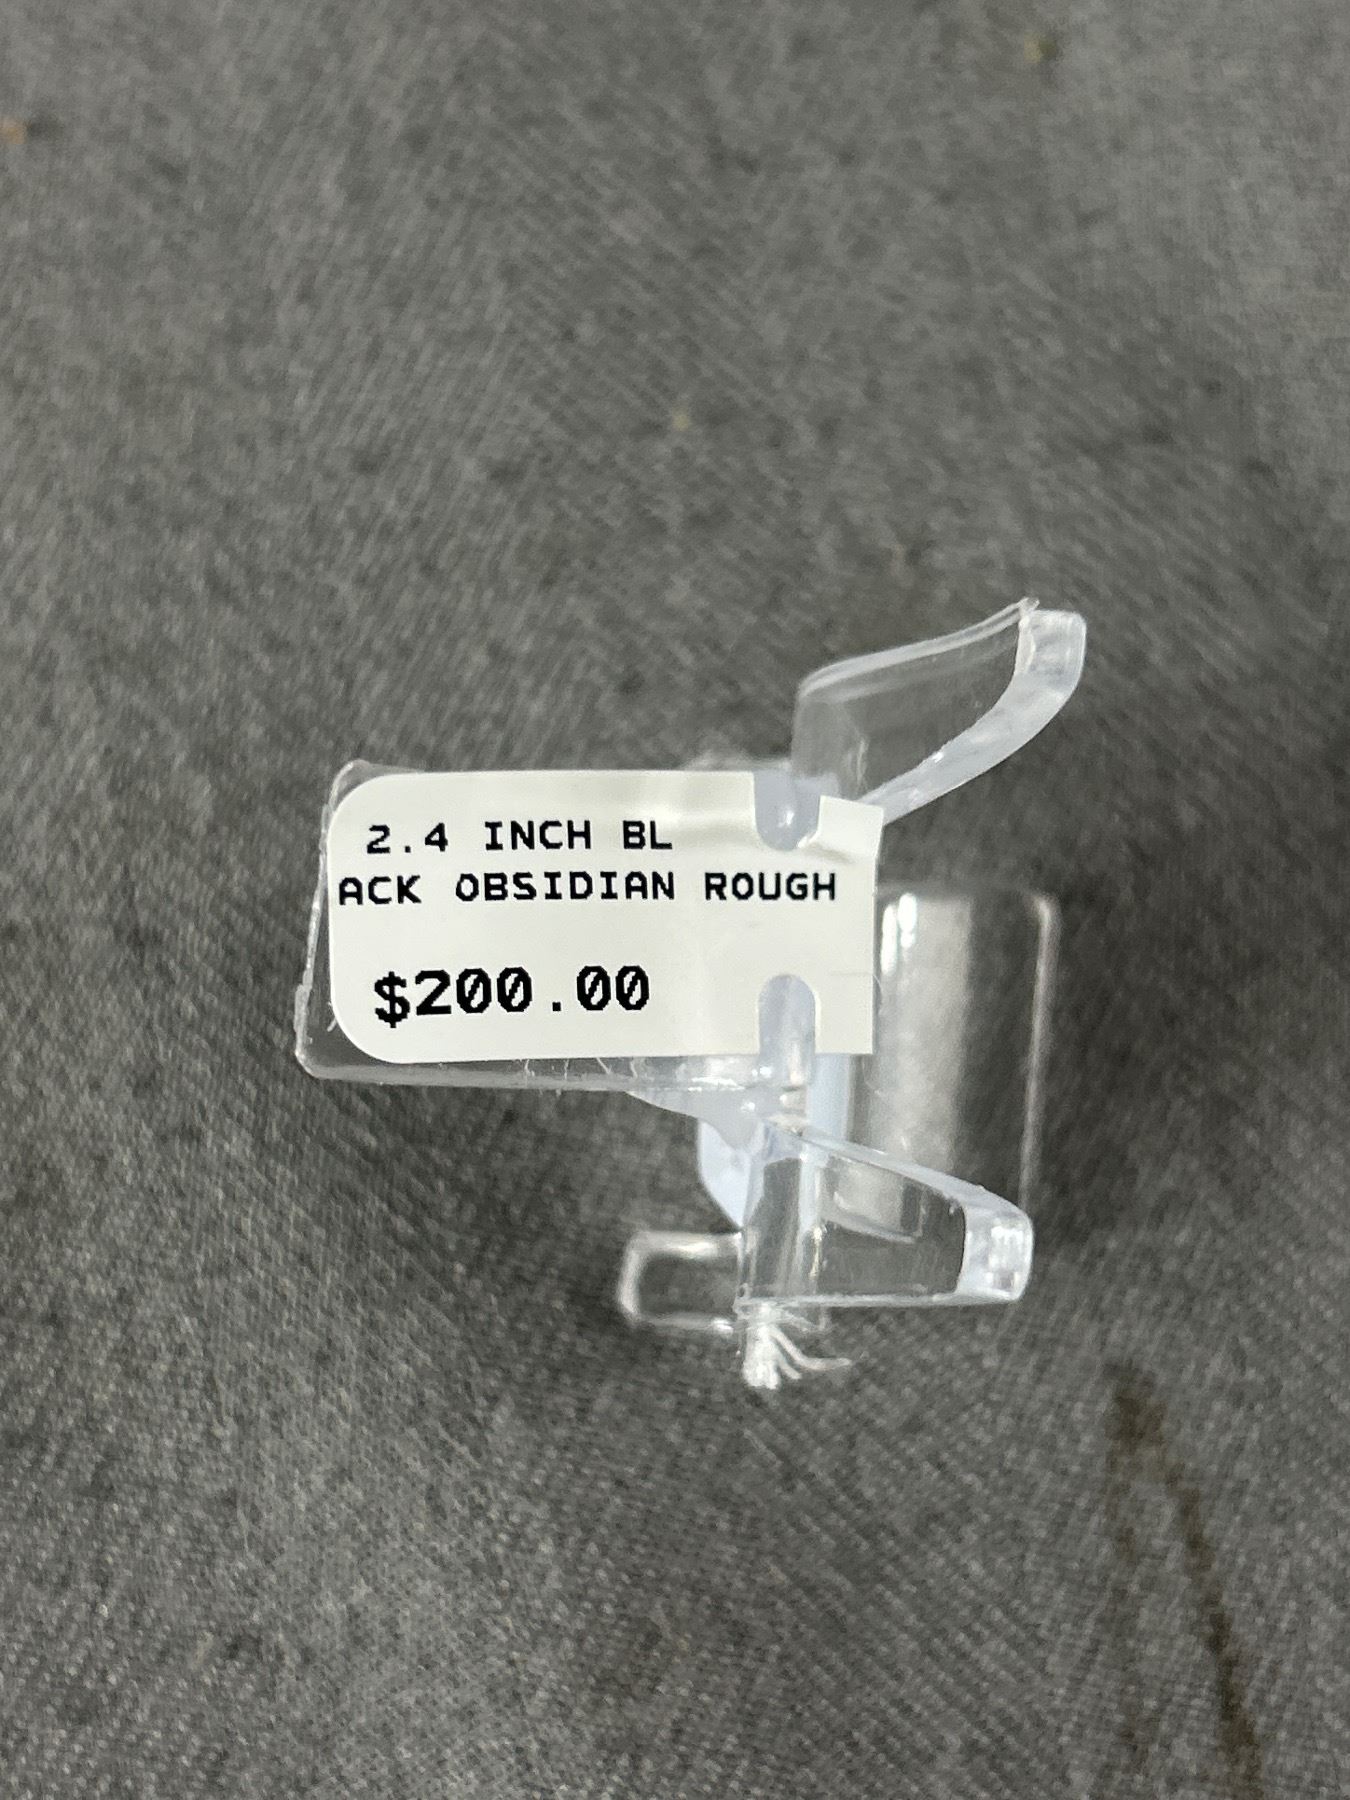 2.4 INCH BL
ACK OBSIDIAN ROUGH
$200.00